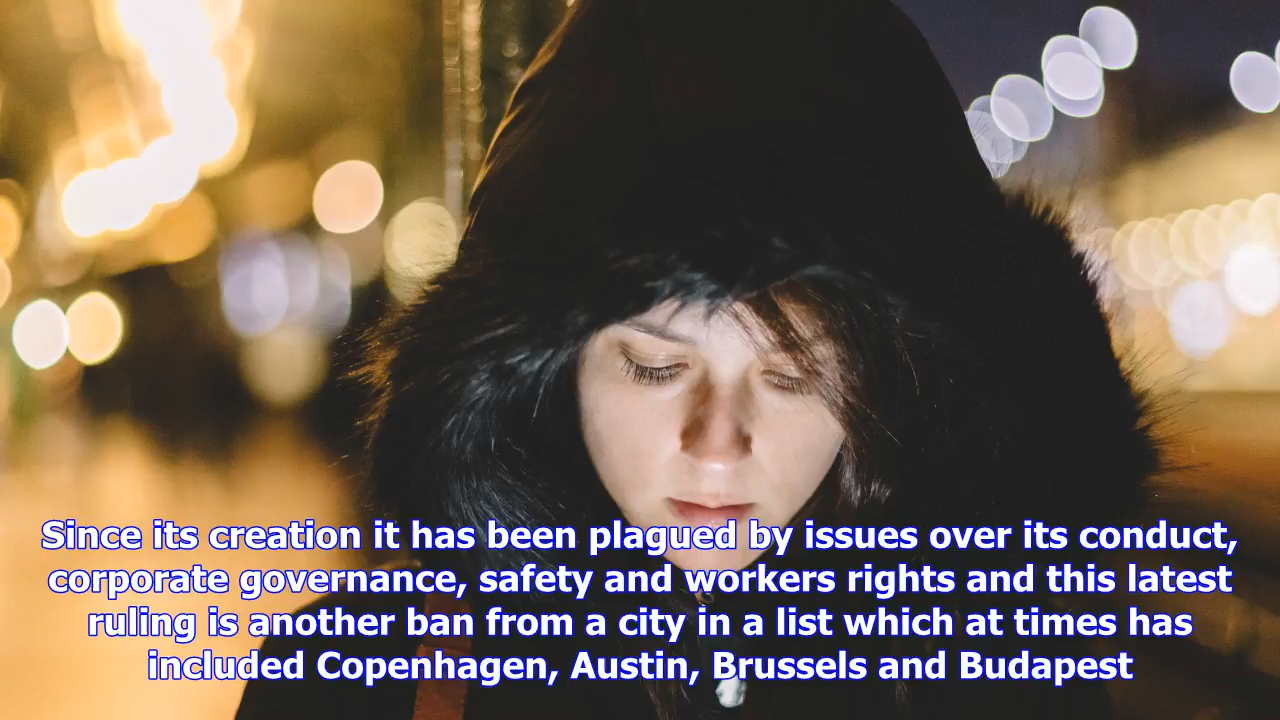 Since its creation it has been plagued by issues over its conduct,
corporate governance, safety and workers rights and this latest
ruling is another ban from a city in a list which at times has
included Copenhagen, Austin, Brussels and Budapest